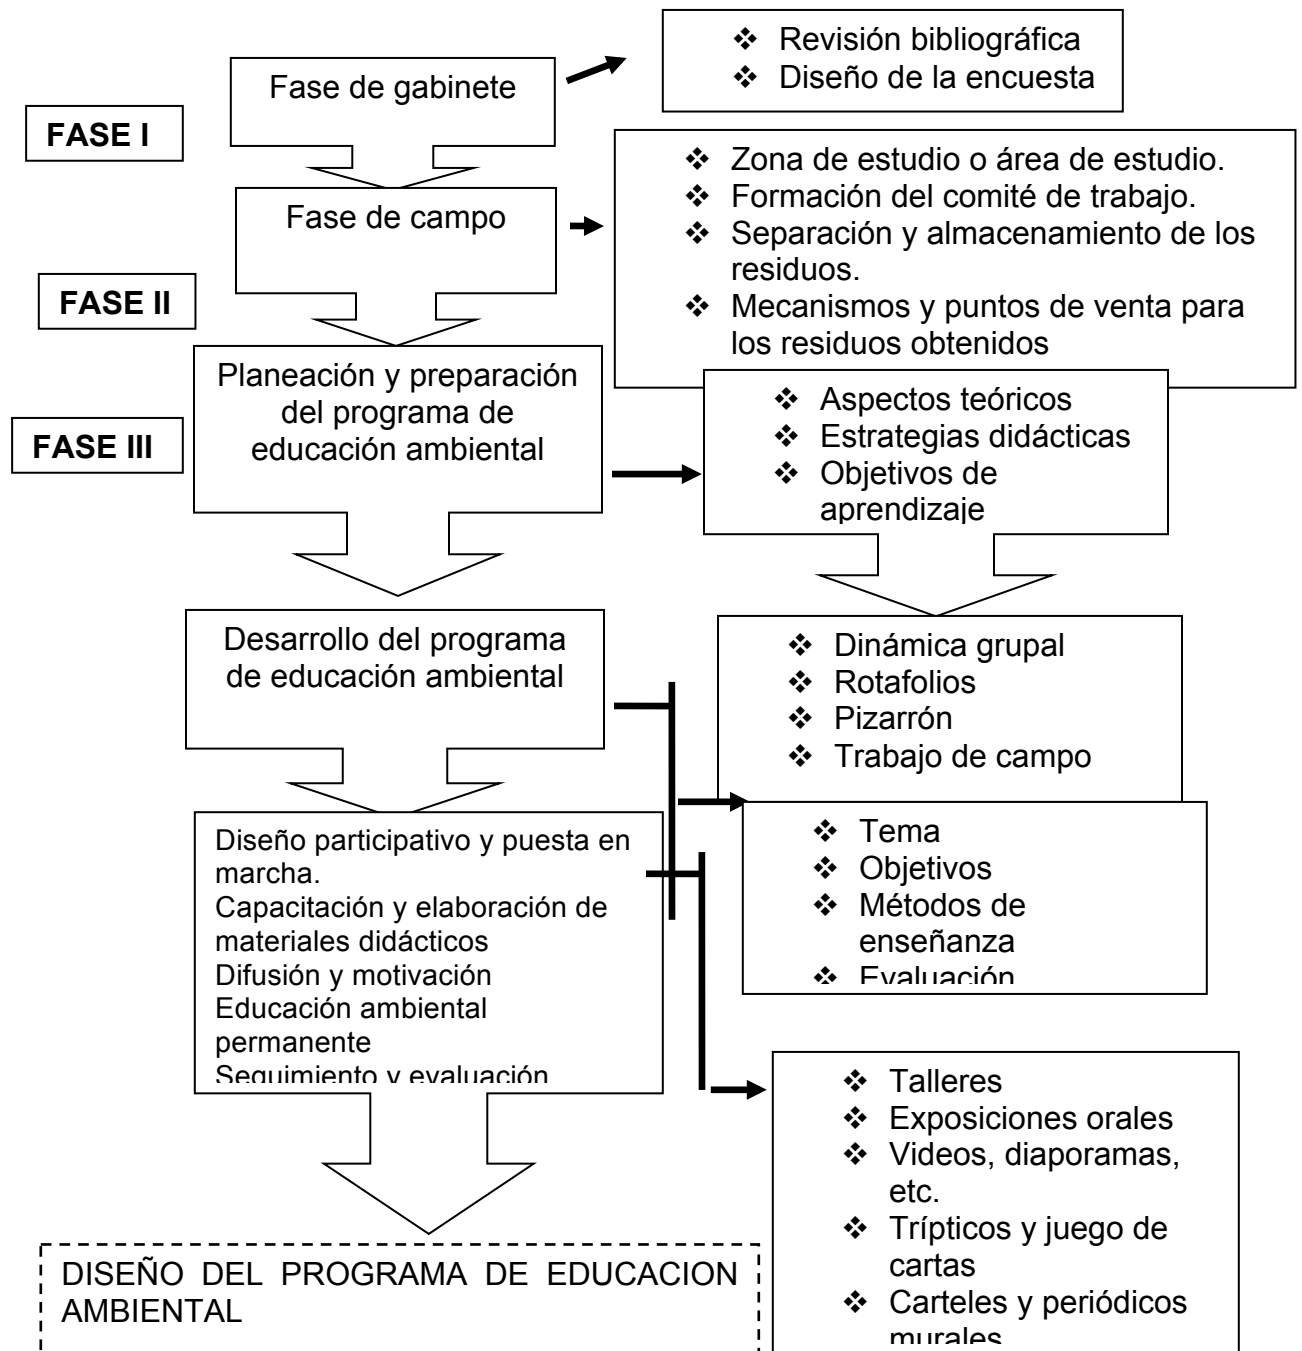 Fase de gabinete
❖ Revisión bibliográfica
❖ Diseño de la encuesta
FASE I
Fase de campo
❖ Zona de estudio o área de estudio.
❖ Formación del comité de trabajo.
❖ Separación y almacenamiento de los
residuos.
❖ Mecanismos y puntos de venta para
los residuos obtenidos
FASE II
Planeación y preparación
del programa de
educación ambiental
FASE III
❖ Aspectos teóricos
❖ Estrategias didácticas
❖ Objetivos de
aprendizaje
Desarrollo del programa
de educación ambiental
❖ Dinámica grupal
❖ Rotafolios
❖ Pizarrón
❖ Trabajo de campo
Diseño participativo y puesta en
marcha.
Capacitación y elaboración de
materiales didácticos
Difusión y motivación
Educación ambiental
permanente
Seguimiento y evaluación
❖ Tema
❖ Objetivos
❖ Métodos de
enseñanza
❖ Evaluación
❖ Talleres
❖ Exposiciones orales
❖ Videos, diaporamas,
etc.
❖ Trípticos y juego de
cartas
❖ Carteles y periódicos
murales
DISEÑO DEL PROGRAMA DE EDUCACION
AMBIENTAL